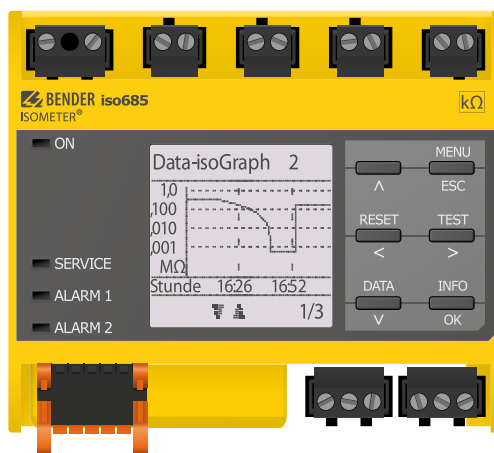 BENDER iso685
ISOMETER®
kΩ
ON
SERVICE
ALARM 1
ALARM 2
Data-isoGraph 2
1,0
,100
,010
,001
MΩ
Stunde 16:26 16:52
1/3
MENU
ESC
RESET TEST
< >
DATA INFO
OK